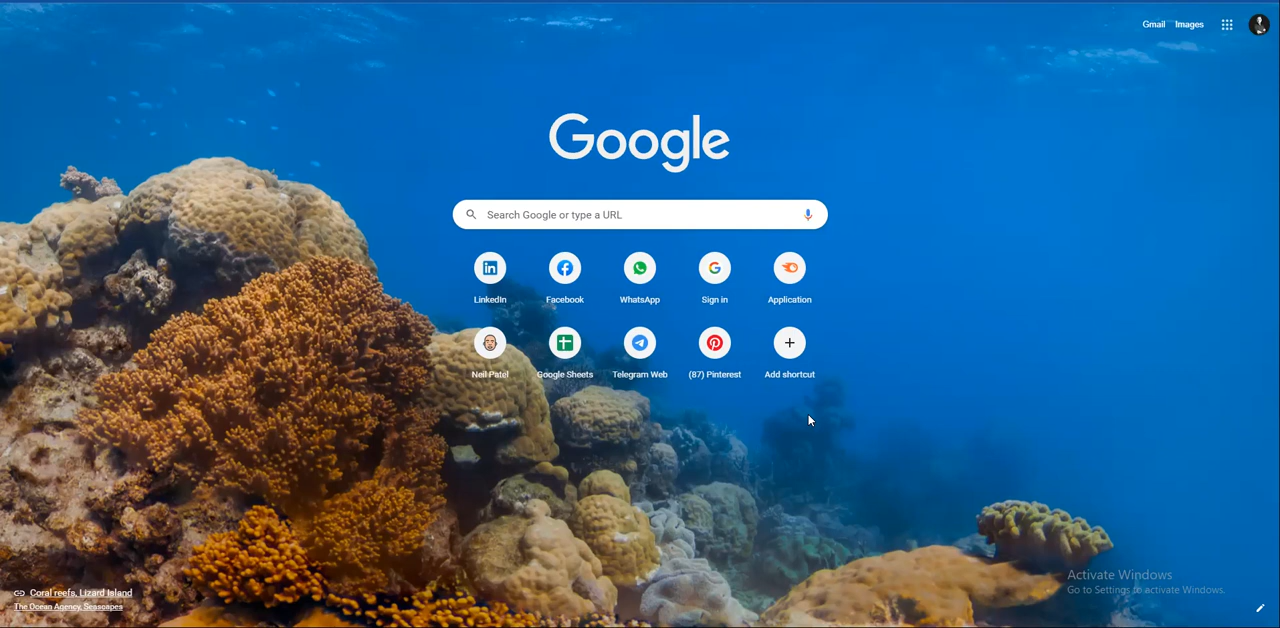 Gmail Images
Google
Search Google or type a URL
LinkedIn Facebook WhatsApp Sign in Application
Neil Patel Google Sheets Telegram Web (87) Pinterest Add shortcut
Activate Windows
Go to Settings to activate Windows.
Coral reefs, Lizard Island
The Ocean Agency, Seascapes